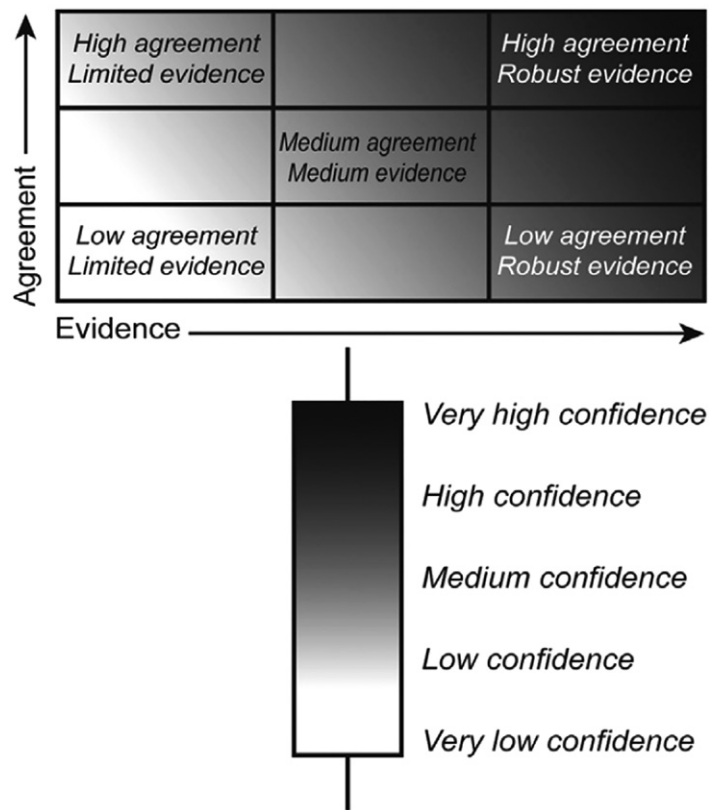 High agreement
Limited evidence
High agreement
Robust evidence
Medium agreement
Medium evidence
Low agreement
Limited evidence
Low agreement
Robust evidence
Agreement
Evidence
Very high confidence
High confidence
Medium confidence
Low confidence
Very low confidence